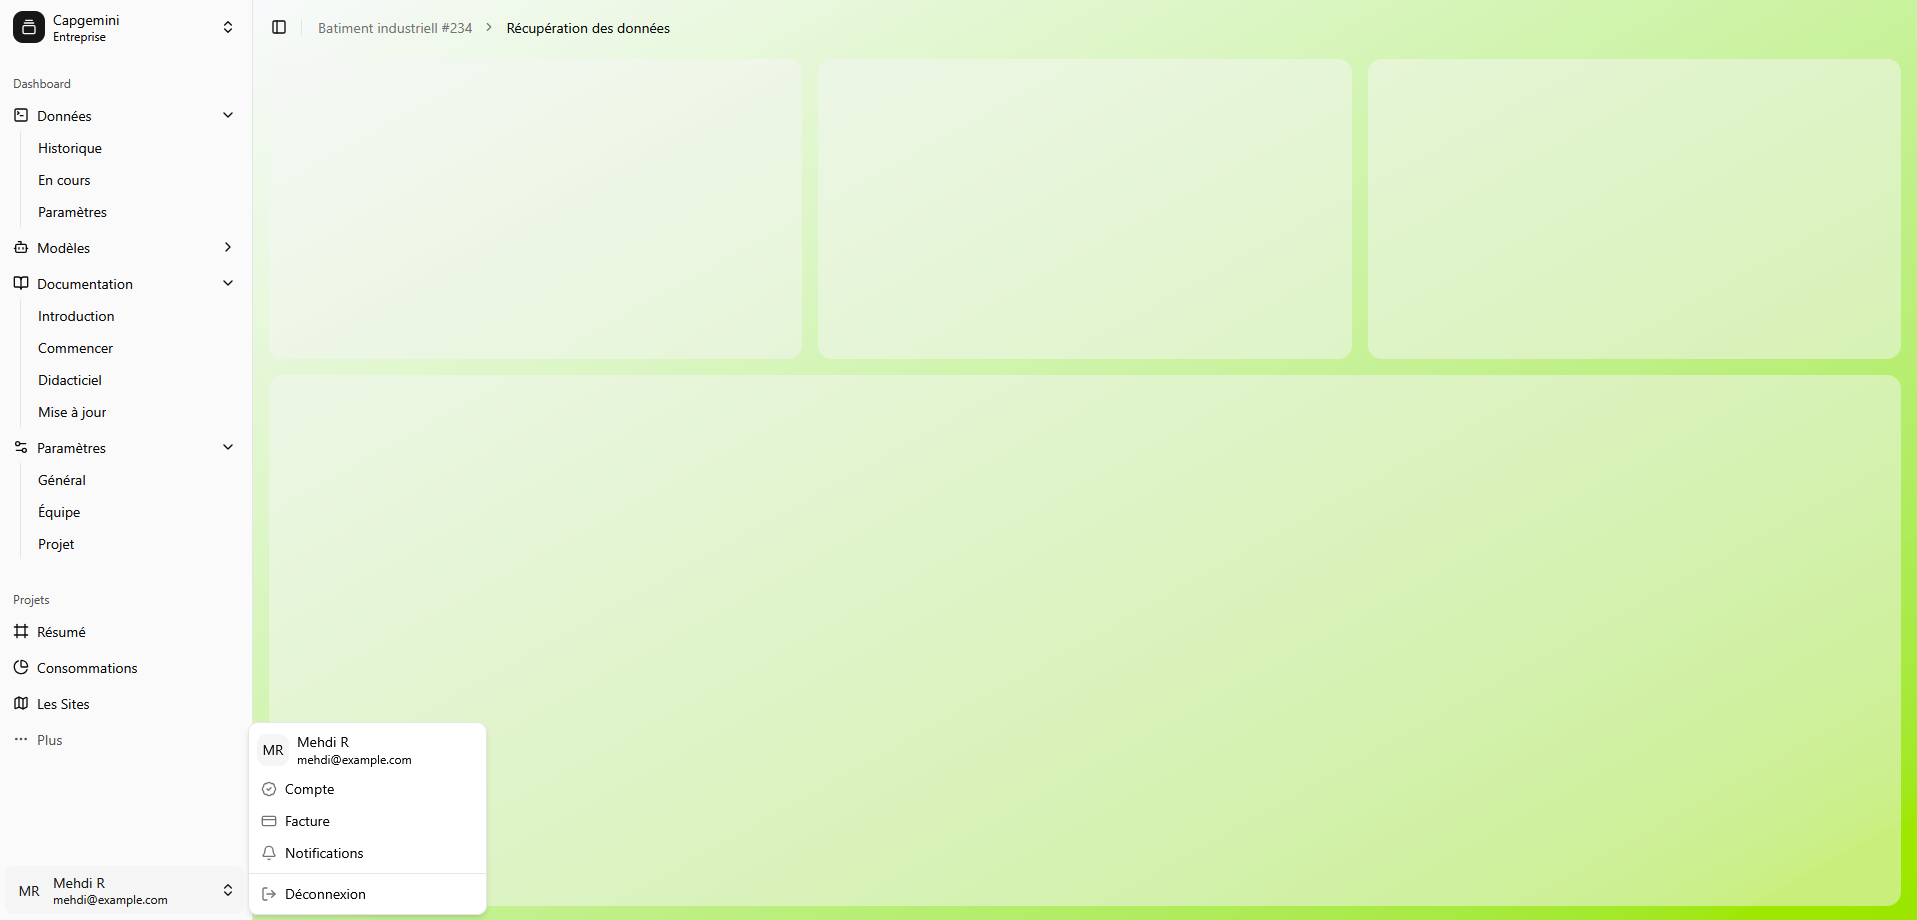 Capgemini
Entreprise
Batiment industriell #234 > Récupération des données
Dashboard
Données
Historique
En cours
Paramètres
Modèles
Documentation
Introduction
Commencer
Didacticiel
Mise à jour
Paramètres
Général
Équipe
Projet
Projets
Résumé
Consommations
Les Sites
Plus
MR
Mehdi R
mehdi@example.com
Compte
Facture
Notifications
Déconnexion
MR
Mehdi R
mehdi@example.com